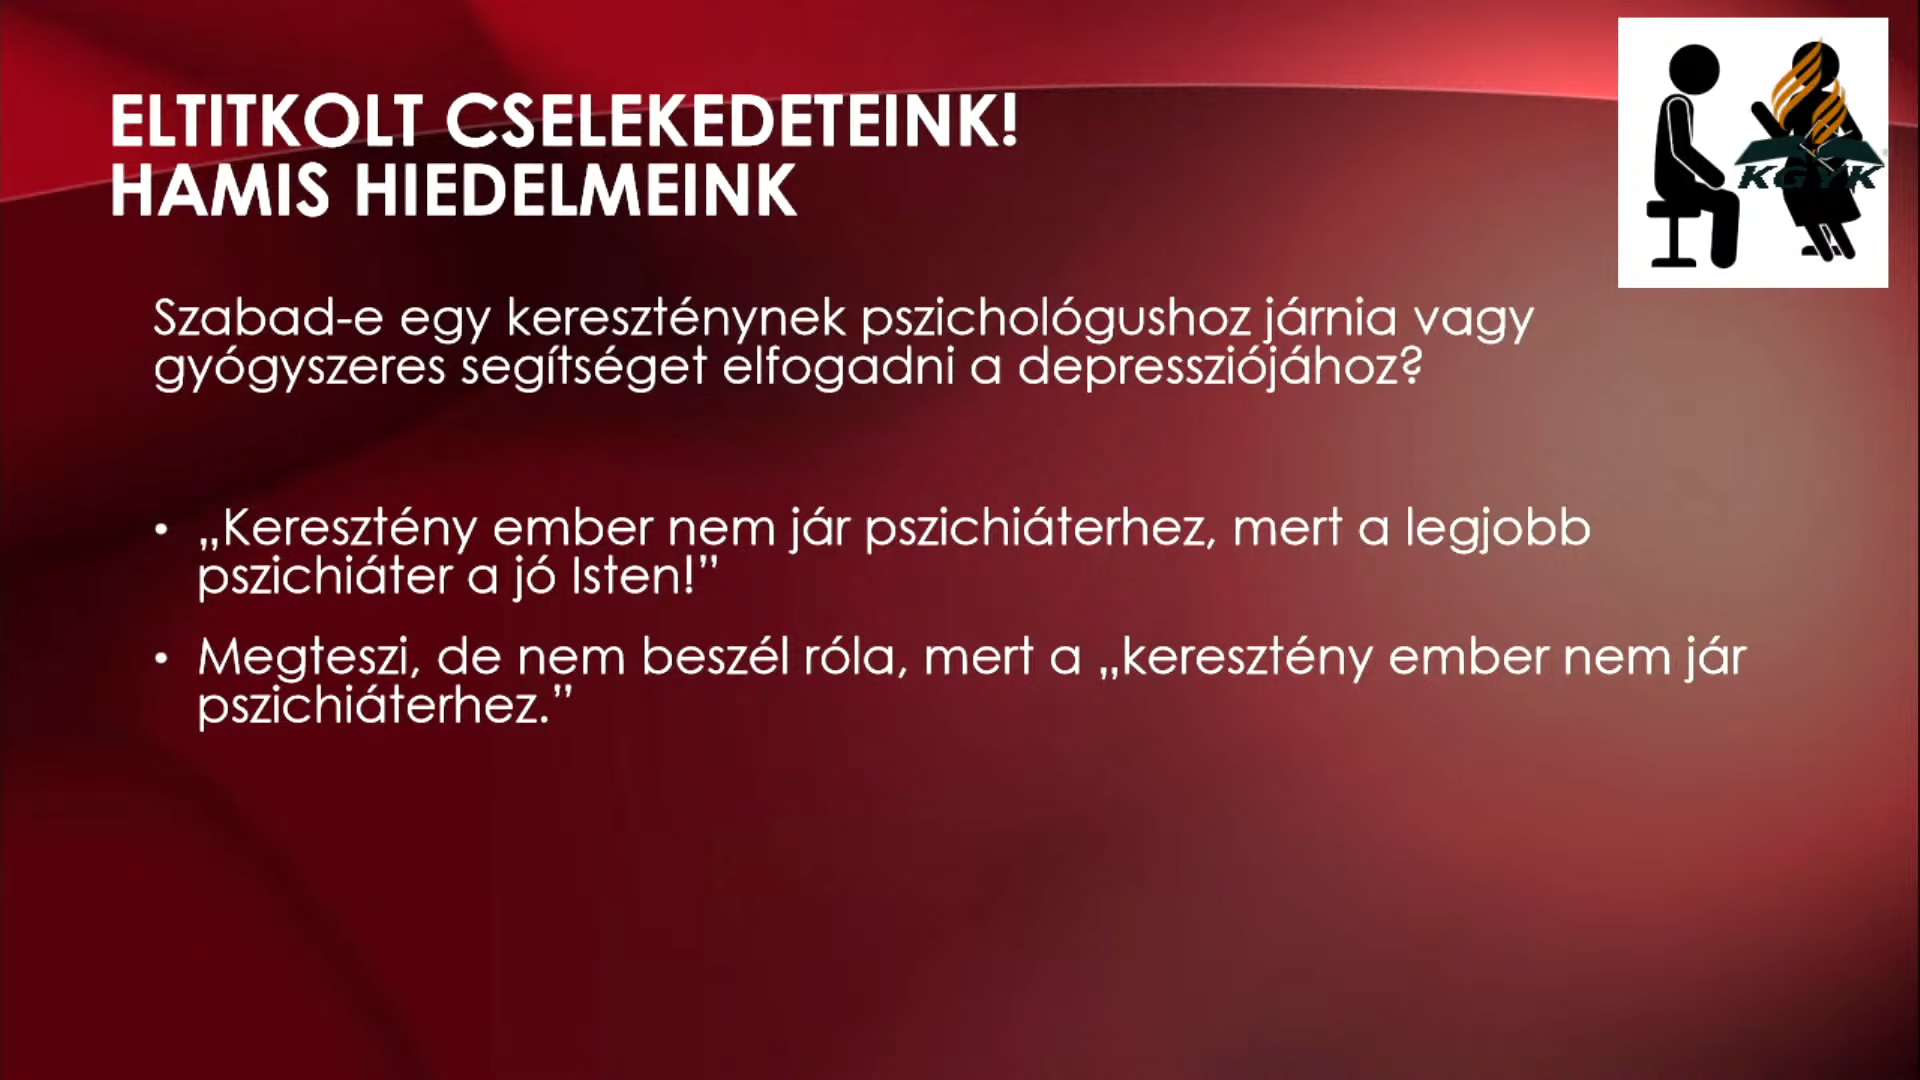 ELTITKOLT CSELEKEDETEINK!
HAMIS HIEDELMEINK
KGYK
Szabad-e egy kereszténynek pszichológushoz járnia vagy
gyógyszeres segítséget elfogadni a depressziójához?
• „Keresztény ember nem jár pszichiáterhez, mert a legjobb
pszichiáter a jó Isten!”
• Megteszi, de nem beszél róla, mert a „keresztény ember nem jár
pszichiáterhez.”